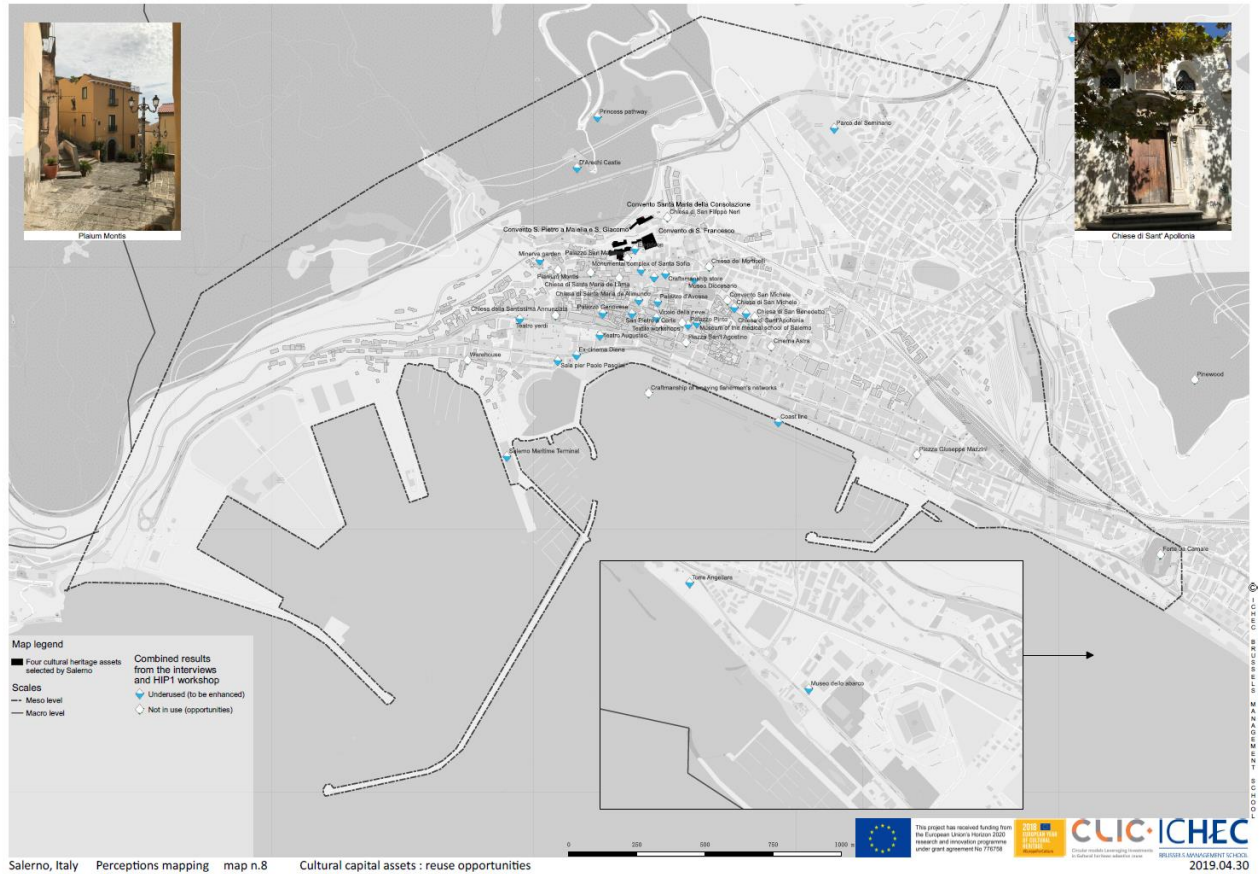 Plaium Montis
Chiese di Sant' Apollonia
Princess pathway
Parco del Seminario
D'Arechi Castle
Convento Santa Maria della Consolazione
Chiesa di San Filippo Neri
Convento S. Pietro a Maiella e S. Giacomo
Convento di S. Francesco
Palazzo San
Minerva garden
Monumental complex of Santa Sofia
Chiesa dei Morticelli
Plaium Montis
Craftmanship store
Chiesa di Santa Maria de Lama
Museo Diocesano
Chiesa di Santa Maria de Alimundo
Palazzo d'Avossa
Convento San Michele
Chiesa di San Michele
Chiesa della Santissima Annunziata
Palazzo Genovese
Vicolo della neve
Chiesa di San Benedetto
San Pietro a Corte
Palazzo Pinto
Chiese di Sant'Apollonia
Teatro verdi
Textile workshops
Museum of the medical school of Salerno
Teatro Augusteo
Piazza Sant'Agostino
Cinema Astra
Ex cinema Diana
Warehouse
Sala pier Paolo Pasolini
Pinewood
Craftmanship of weaving fishermen's networks
Coast line
Salerno Maritime Terminal
Piazza Giuseppe Mazzini
Forte La Carnale
Torre Angellara
Museo dello sbarco
Map legend
Four cultural heritage assets
selected by Salerno
Scales
Meso level
Macro level
Combined results
from the interviews
and HIP1 workshop
Underused (to be enhanced)
Not in use (opportunities)
© ICHEC BRUSSELS MANAGEMENT SCHOOL
0 250 500 750 1000 m
This project has received funding from
the European Union's Horizon 2020
research and innovation programme
under grant agreement No 776758
2018
EUROPEAN YEAR
OF CULTURAL
HERITAGE
CLIC
Circular models Leveraging Investments
in Cultural heritage adaptive reuse
ICHEC
BRUSSELS MANAGEMENT SCHOOL
Salerno, Italy Perceptions mapping map n.8 Cultural capital assets : reuse opportunities
2019.04.30